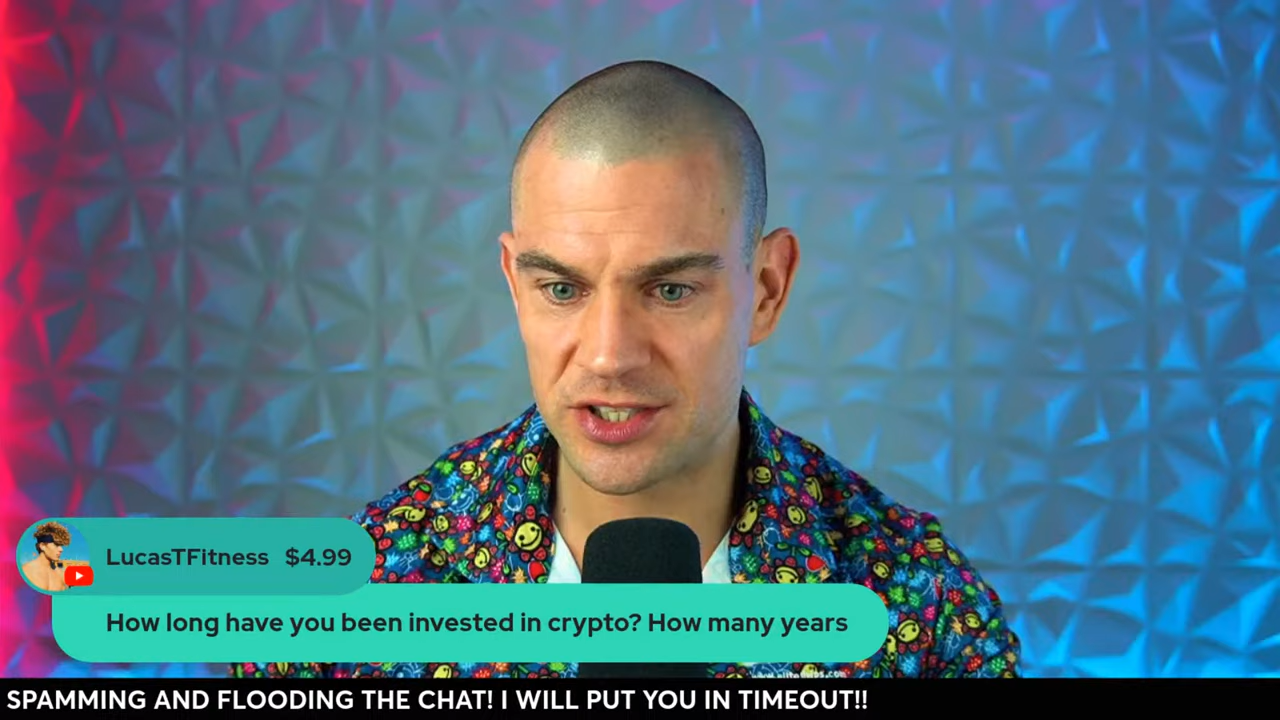 LucasTFitness $4.99
How long have you been invested in crypto? How many years
SPAMMING AND FLOODING THE CHAT! I WILL PUT YOU IN TIMEOUT!!